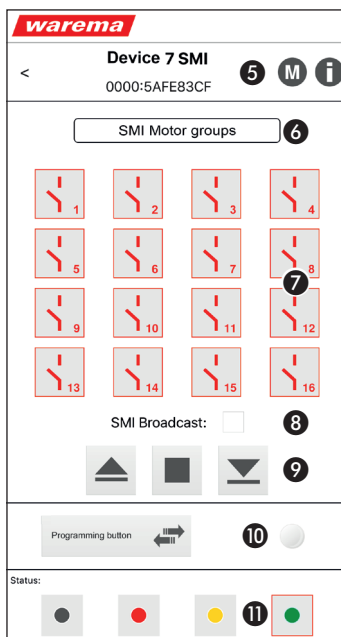 warema
<
Device 7 SMI
0000:5AFE83CF
5 M i
SMI Motor groups 6
1 2 3 4
5 6 7 8
7
9 10 11 12
13 14 15 16
SMI Broadcast: 8
9
Programming button 10
Status:
11